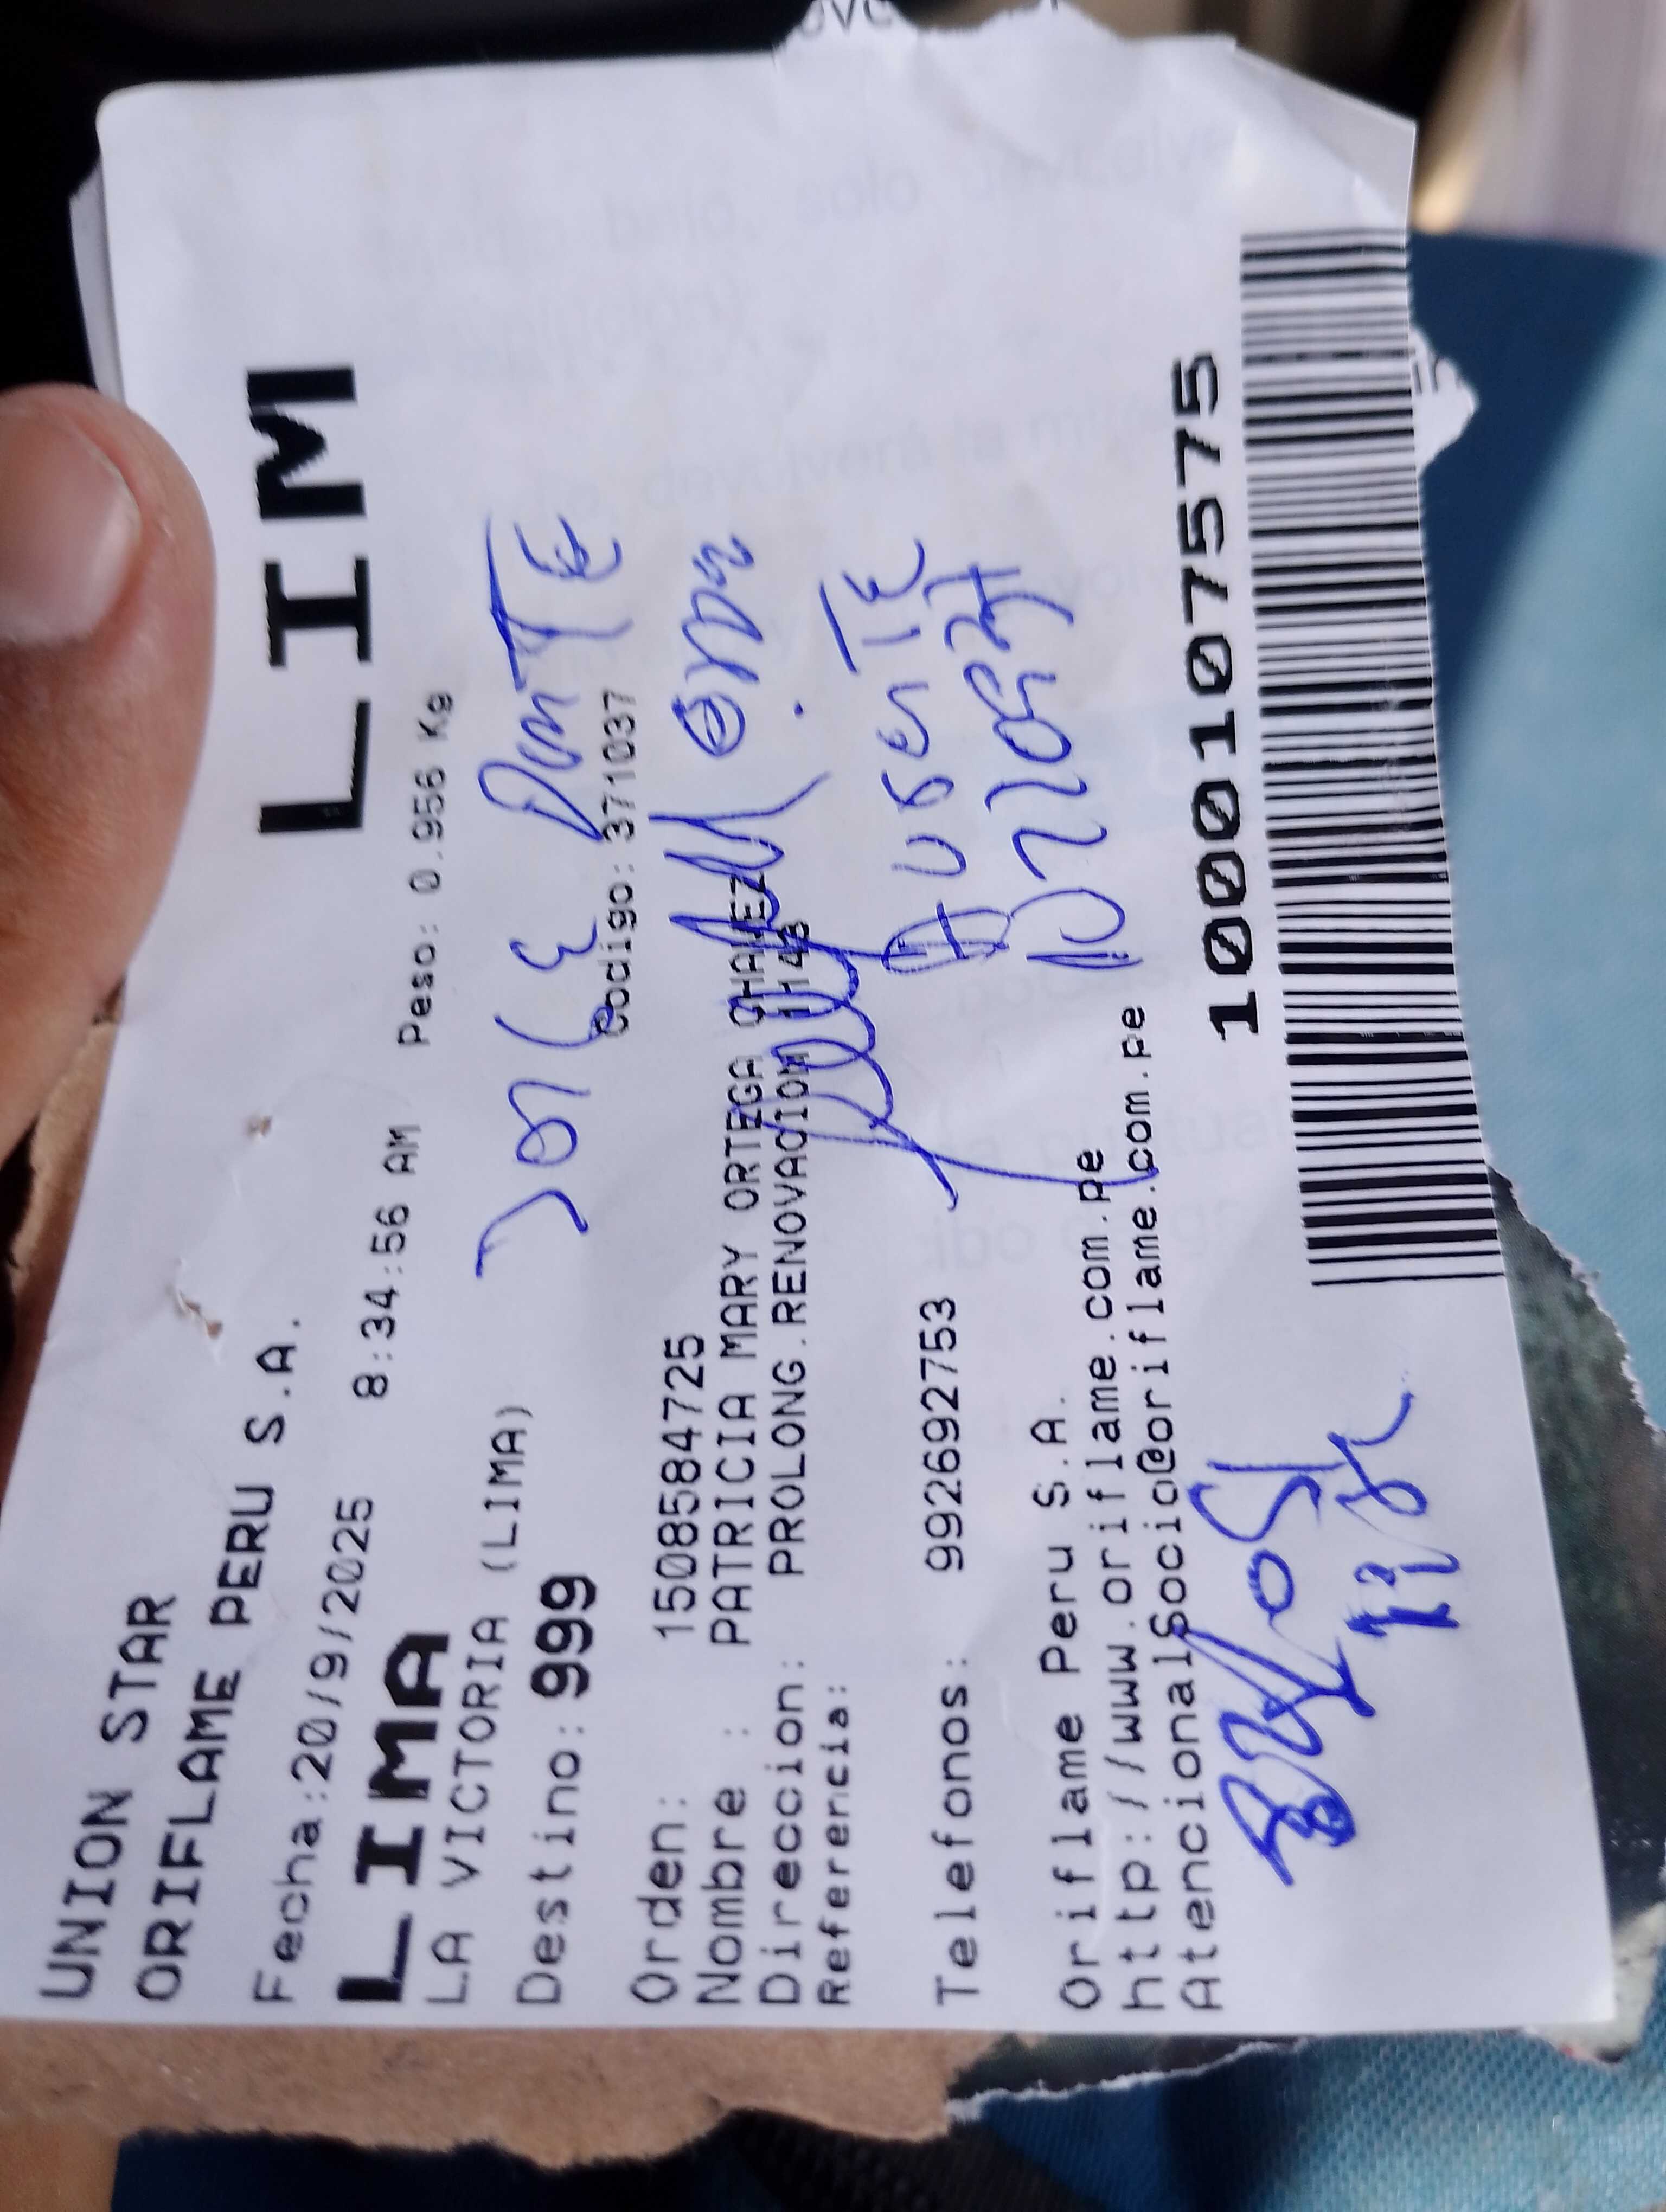 UNION STAR
ORIFLAME PERU S.A.
LIM
Fecha:20/9/2025 8:34:56 AM Peso: 0.956 Kg
LIMA
LA VICTORIA (LIMA)
Destino: 999
JORGE DANTE
Codigo: 371037
Orden: 1508584725
Nombre : PATRICIA MARY ORTEGA CHAVEZ
Direccion: PROLONG.RENOVACION
Referencia:
Telefonos: 992692753
Oriflame Peru S.A.
http://www.oriflame.com.pe
AtencionalSocio@oriflame.com.pe
1000107575